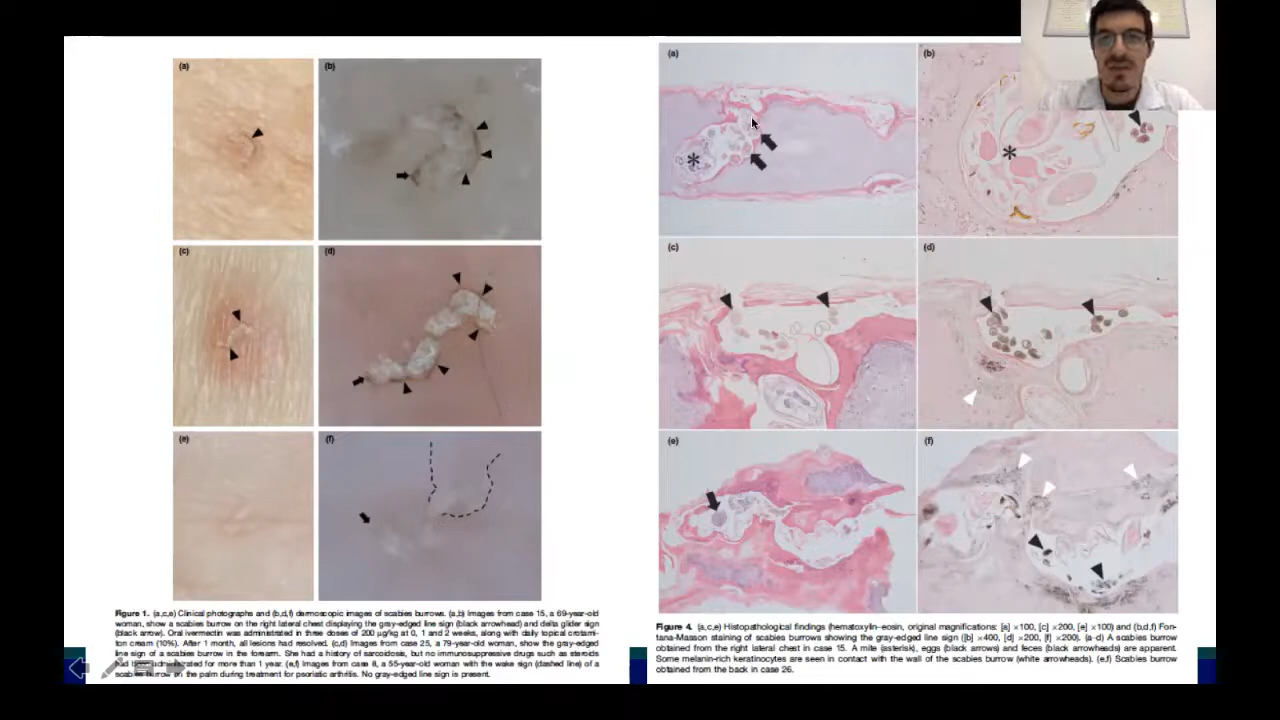 (a)
(b)
(c)
(d)
(e)
(f)
Figure 1. (a,c,e) Clinical photographs and (b,d,f) dermoscopic images of scabies burrows. (a,b) Images from case 15, a 69-year-old
woman, show a scabies burrow on the right lateral chest displaying the gray-edged line sign (black arrowhead) and delta glider sign
(black arrow). Oral ivermectin was administrated in three doses of 200 µg/kg at 0, 1 and 2 weeks, along with daily topical crotami-
ton cream (10%). After 1 month, all lesions had resolved. (c,d) Images from case 25, a 79-year-old woman, show the gray-edged
line sign of a scabies burrow in the forearm. She had a history of sarcoidosis, but no immunosuppressive drugs such as steroids
had been administrated for more than 1 year. (e,f) Images from case 8, a 55-year-old woman with the wake sign (dashed line) of a
scabies burrow on the palm during treatment for psoriatic arthritis. No gray-edged line sign is present.
(a)
(b)
*
*
(c)
(d)
(e)
(f)
Figure 4. (a,c,e) Histopathological findings (hematoxylin–eosin, original magnifications: [a] ×100, [c] ×200, [e] ×100) and (b,d,f) Fon-
tana-Masson staining of scabies burrows showing the gray-edged line sign ([b] ×400, [d] ×200, [f] ×200). (a-d) A scabies burrow
obtained from the right lateral chest in case 15. A mite (asterisk), eggs (black arrows) and feces (black arrowheads) are apparent.
Some melanin-rich keratinocytes are seen in contact with the wall of the scabies burrow (white arrowheads). (e,f) Scabies burrow
obtained from the back in case 26.